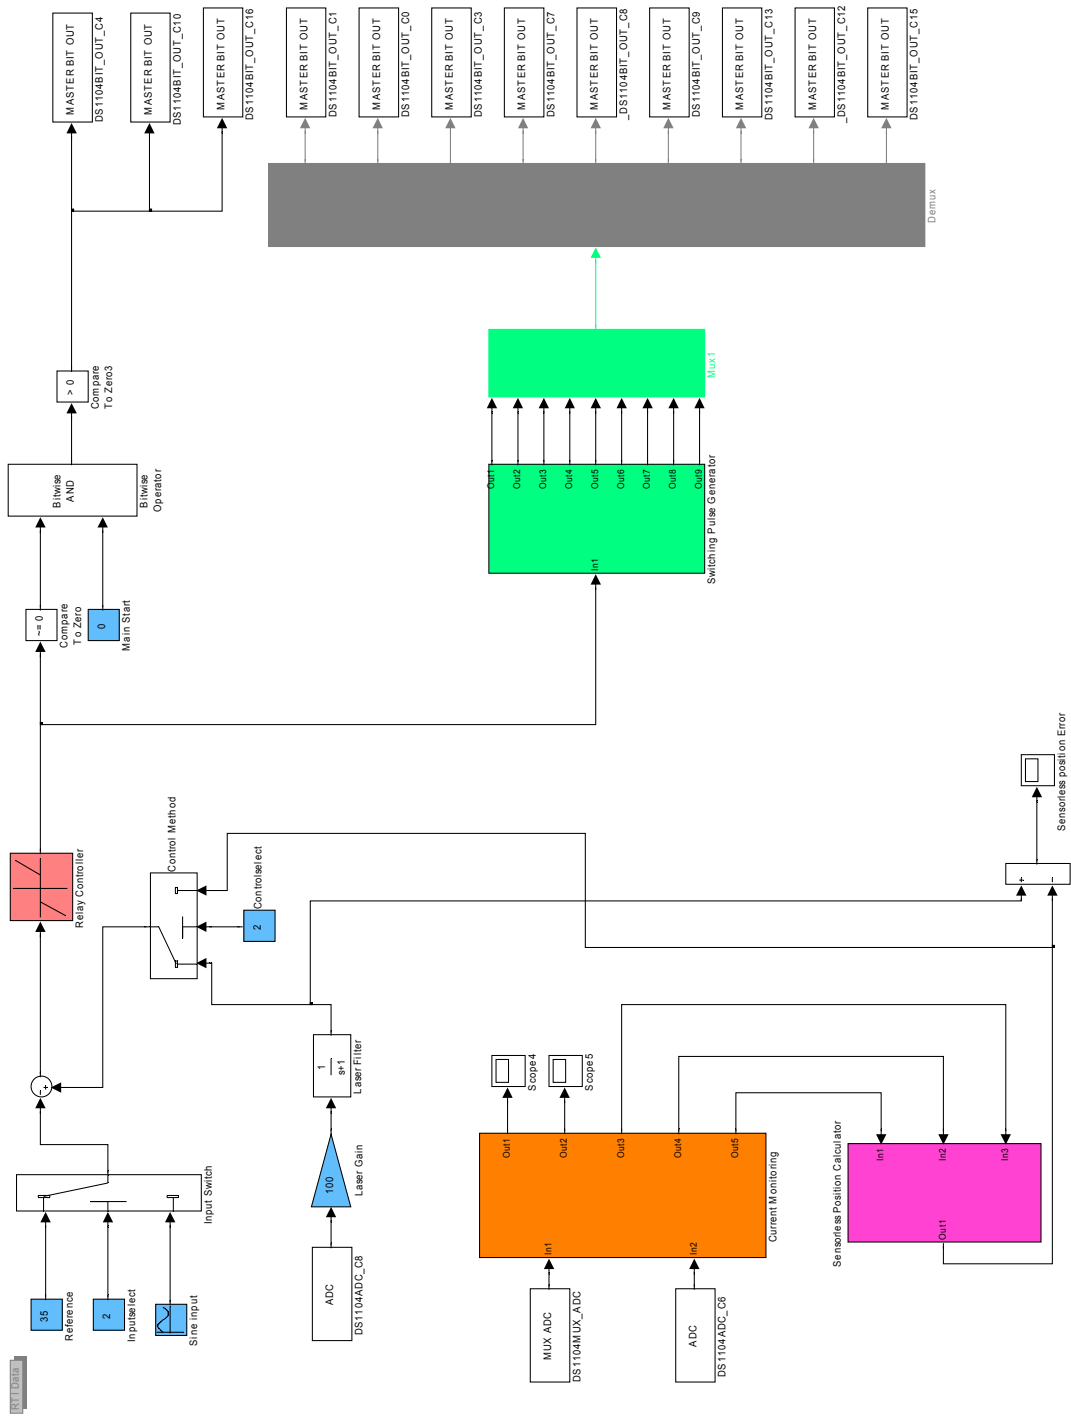 RTI Data
35
Reference
2
Inputselect
Sine input
Input Switch
-
+
Relay Controller
~= 0
Compare
To Zero
0
Main Start
Bitwise
AND
Bitwise
Operator
> 0
Compare
To Zero3
MASTER BIT OUT
DS1104BIT_OUT_C4
MASTER BIT OUT
DS1104BIT_OUT_C10
MASTER BIT OUT
DS1104BIT_OUT_C16
ADC
DS1104ADC_C8
100
Laser Gain
1
s+1
Laser Filter
Control Method
2
Controlselect
In1
Out1
Out2
Out3
Out4
Out5
Out6
Out7
Out8
Out9
Switching Pulse Generator
Mux1
Demux
MASTER BIT OUT
DS1104BIT_OUT_C1
MASTER BIT OUT
DS1104BIT_OUT_C0
MASTER BIT OUT
DS1104BIT_OUT_C3
MASTER BIT OUT
DS1104BIT_OUT_C7
MASTER BIT OUT
_DS1104BIT_OUT_C8
MASTER BIT OUT
DS1104BIT_OUT_C9
MASTER BIT OUT
DS1104BIT_OUT_C13
MASTER BIT OUT
_DS1104BIT_OUT_C12
MASTER BIT OUT
DS1104BIT_OUT_C15
MUX ADC
DS1104MUX_ADC
ADC
DS1104ADC_C6
In1
In2
Out1
Out2
Out3
Out4
Out5
Current Monitoring
Scope4
Scope5
Sensorless Position Calculator
In1
In2
In3
Out1
+
-
Sensorless position Error